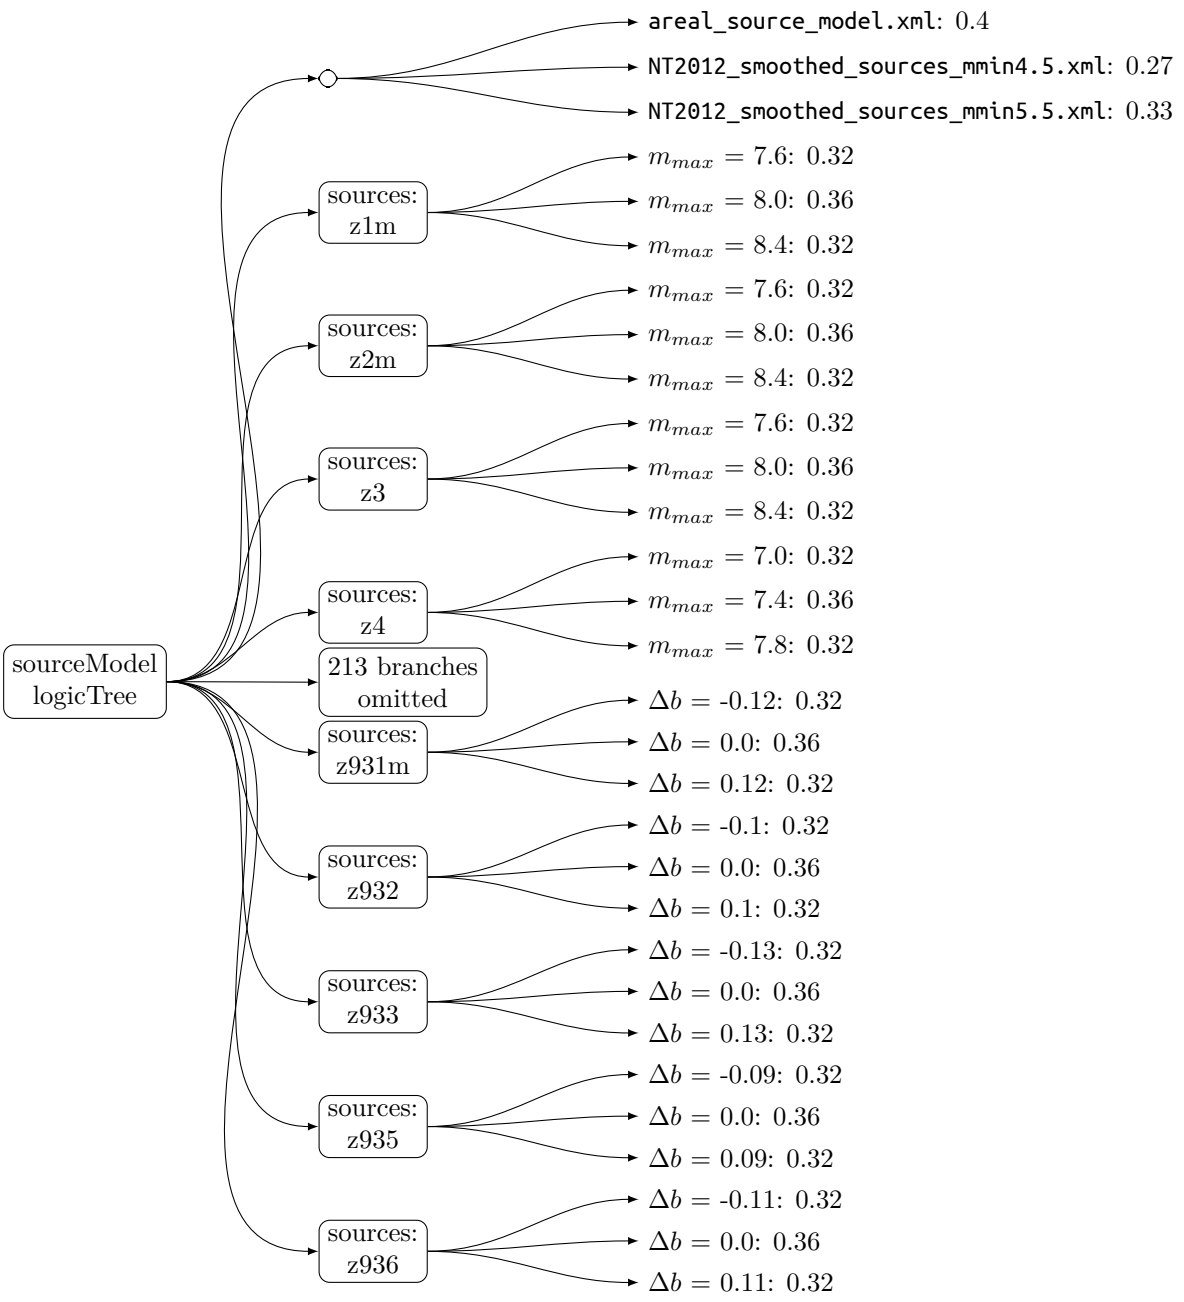 areal_source_model.xml: 0.4
NT2012_smoothed_sources_mmin4.5.xml: 0.27
NT2012_smoothed_sources_mmin5.5.xml: 0.33
m_max = 7.6: 0.32
sources:
z1m
m_max = 8.0: 0.36
m_max = 8.4: 0.32
m_max = 7.6: 0.32
sources:
z2m
m_max = 8.0: 0.36
m_max = 8.4: 0.32
m_max = 7.6: 0.32
sources:
z3
m_max = 8.0: 0.36
m_max = 8.4: 0.32
m_max = 7.0: 0.32
sources:
z4
m_max = 7.4: 0.36
m_max = 7.8: 0.32
sourceModel
logicTree
213 branches
omitted
Δb = -0.12: 0.32
sources:
z931m
Δb = 0.0: 0.36
Δb = 0.12: 0.32
Δb = -0.1: 0.32
sources:
z932
Δb = 0.0: 0.36
Δb = 0.1: 0.32
Δb = -0.13: 0.32
sources:
z933
Δb = 0.0: 0.36
Δb = 0.13: 0.32
Δb = -0.09: 0.32
sources:
z935
Δb = 0.0: 0.36
Δb = 0.09: 0.32
Δb = -0.11: 0.32
sources:
z936
Δb = 0.0: 0.36
Δb = 0.11: 0.32